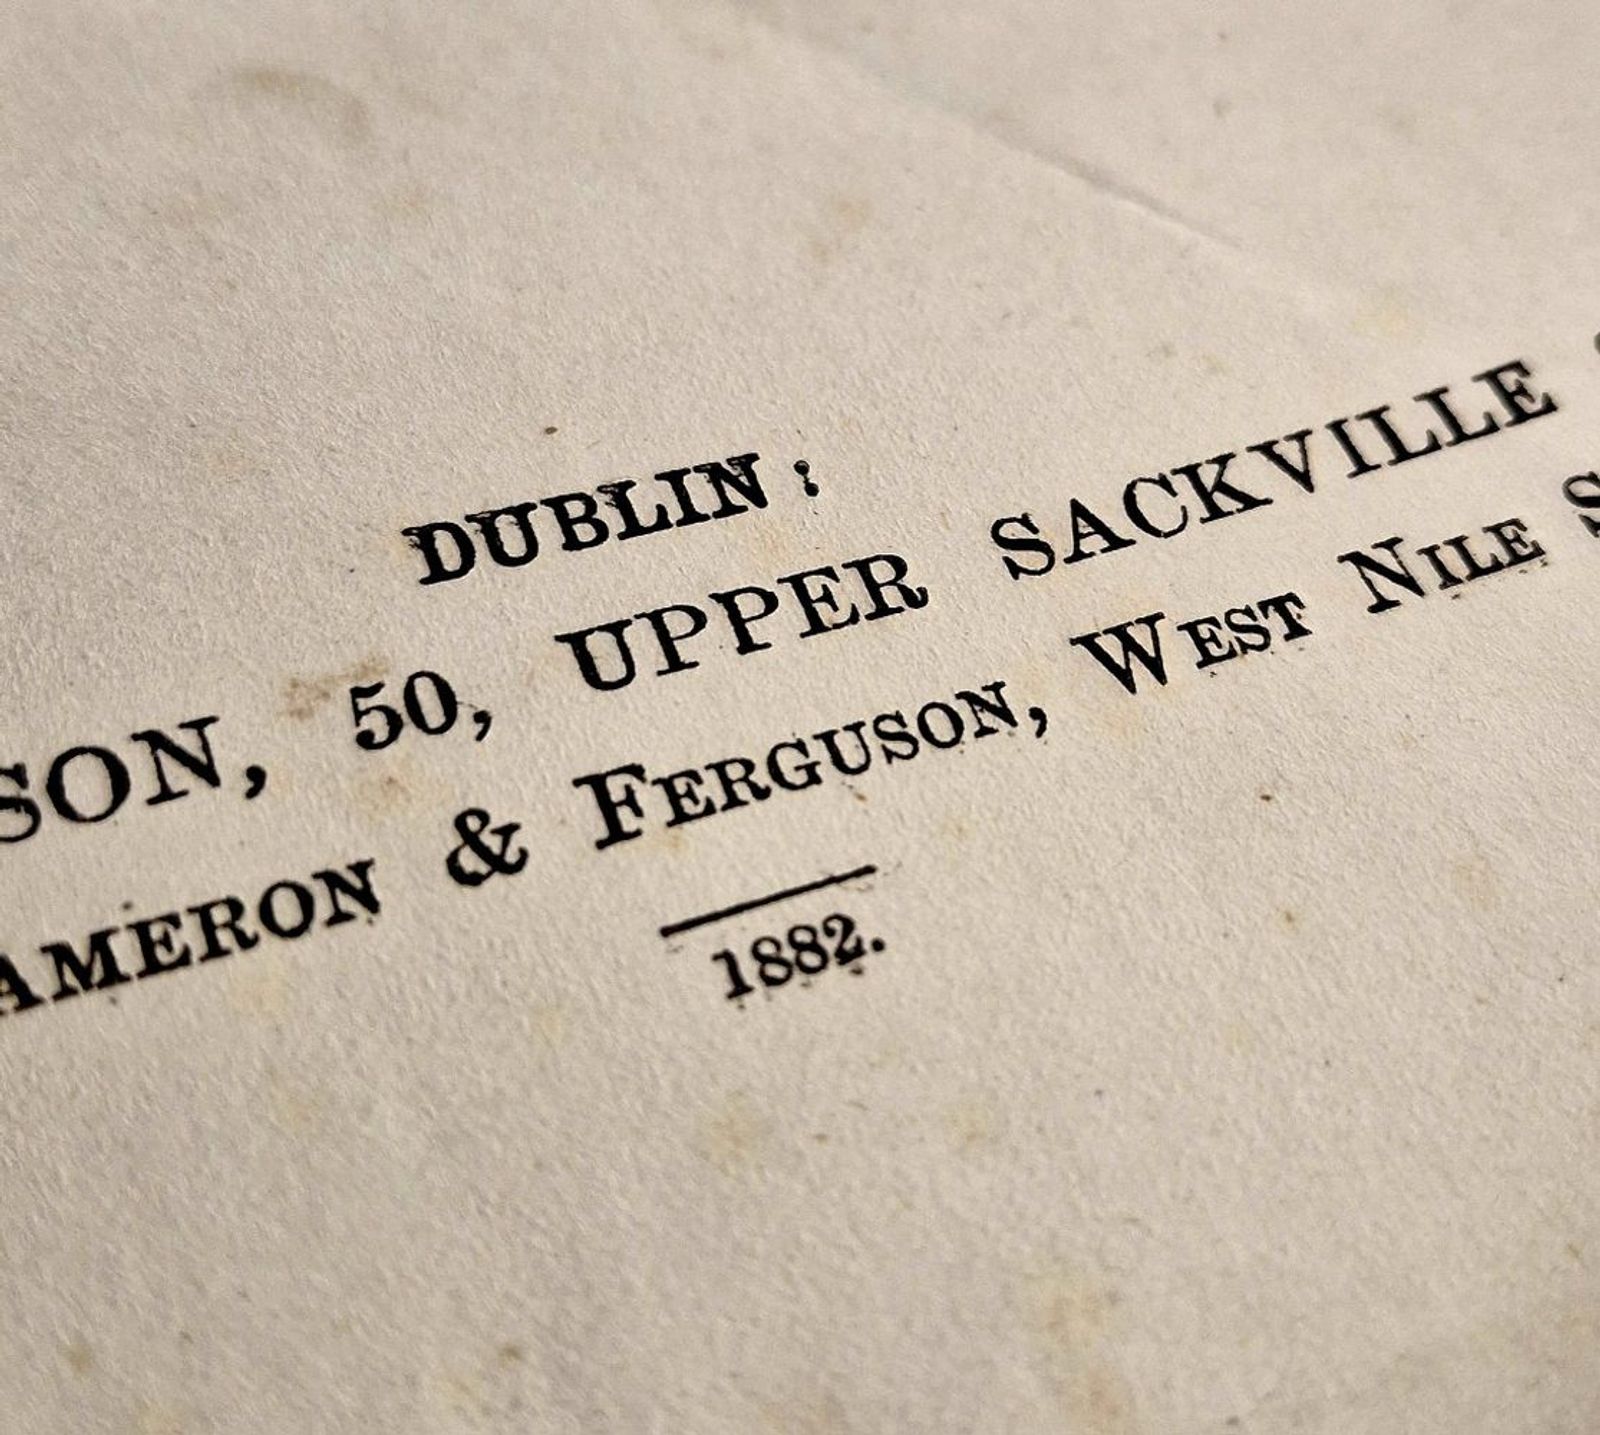 DUBLIN:
SON, 50, UPPER SACKVILLE
AMERON & FERGUSON, WEST NILE S
1882.